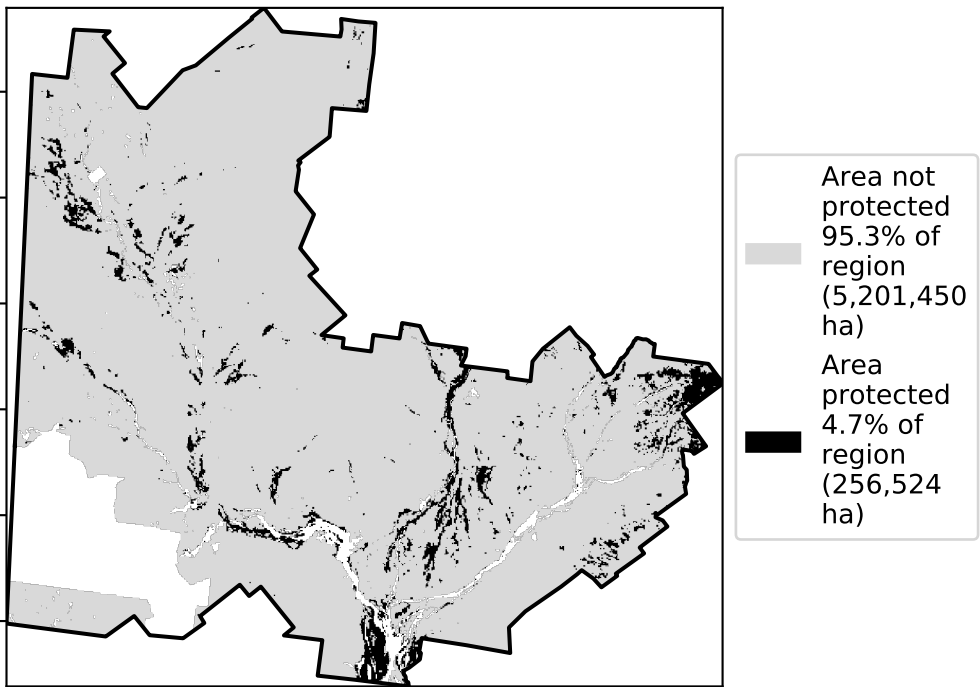 Area not
protected
95.3% of
region
(5,201,450
ha)
Area
protected
4.7% of
region
(256,524
ha)